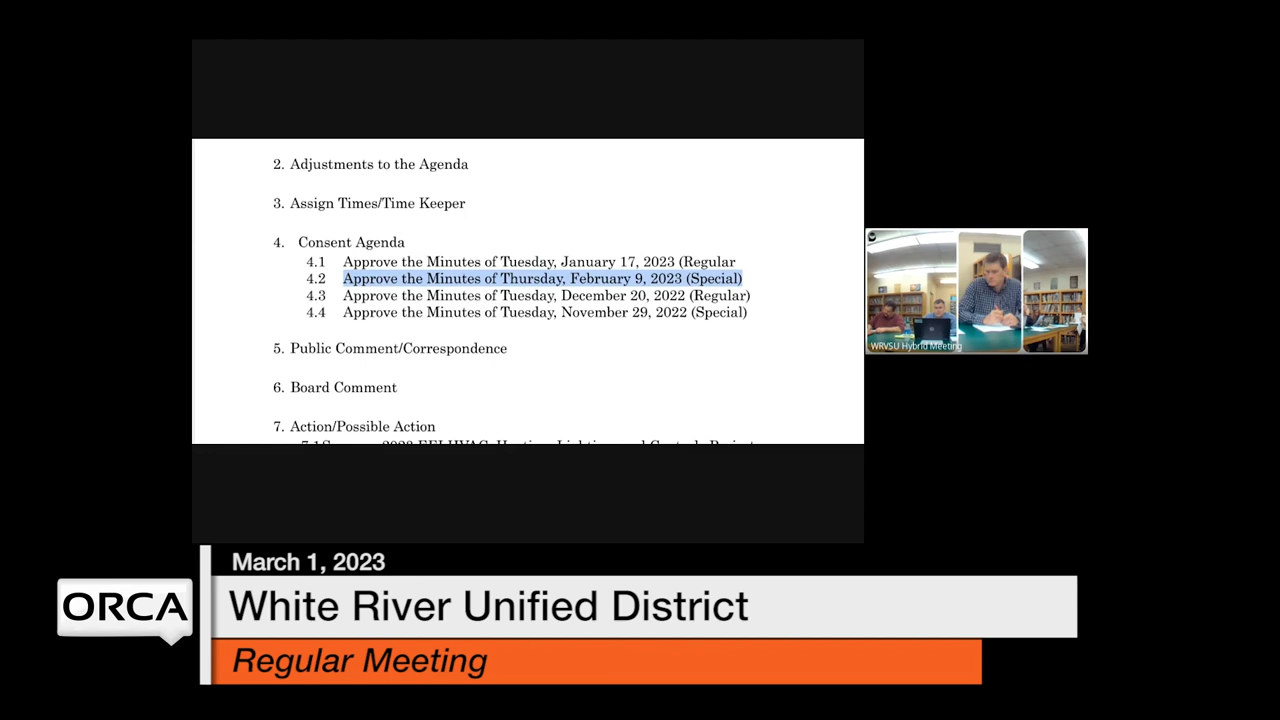 2. Adjustments to the Agenda
3. Assign Times/Time Keeper
4. Consent Agenda
4.1 Approve the Minutes of Tuesday, January 17, 2023 (Regular
4.2 Approve the Minutes of Thursday, February 9, 2023 (Special)
4.3 Approve the Minutes of Tuesday, December 20, 2022 (Regular)
4.4 Approve the Minutes of Tuesday, November 29, 2022 (Special)
5. Public Comment/Correspondence
6. Board Comment
7. Action/Possible Action
WRVSU Hybrid Meeting
March 1, 2023
ORCA
White River Unified District
Regular Meeting